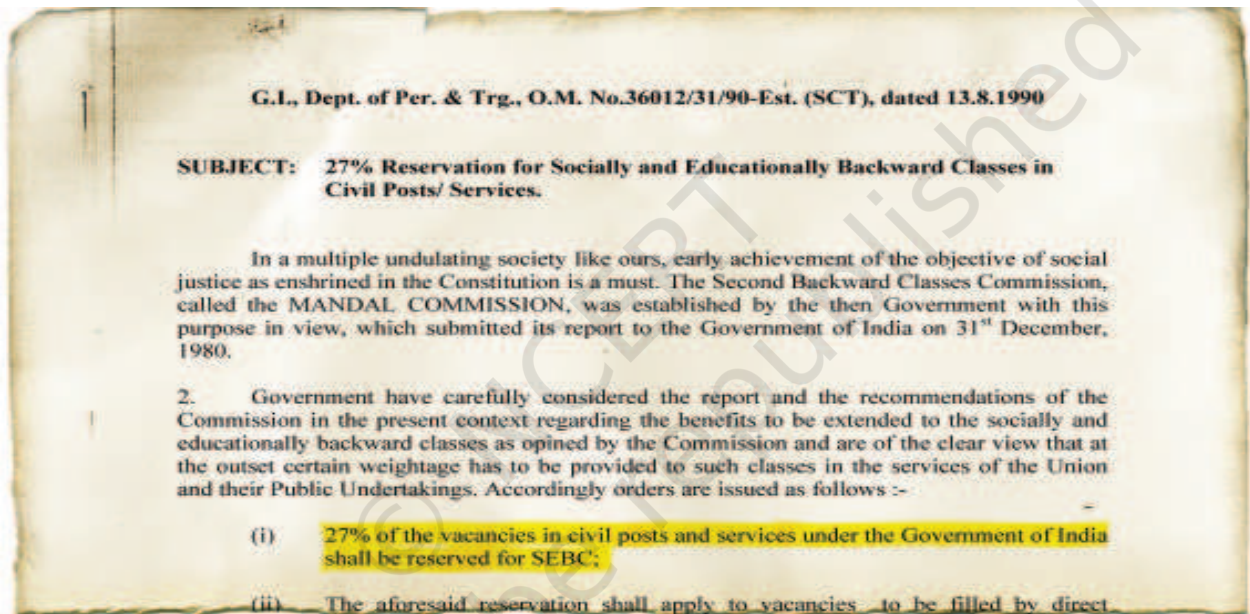 G.I., Dept. of Per. & Trg., O.M. No.36012/31/90-Est. (SCT), dated 13.8.1990
SUBJECT: 27% Reservation for Socially and Educationally Backward Classes in
Civil Posts/ Services.
In a multiple undulating society like ours, early achievement of the objective of social
justice as enshrined in the Constitution is a must. The Second Backward Classes Commission,
called the MANDAL COMMISSION, was established by the then Government with this
purpose in view, which submitted its report to the Government of India on 31st December,
1980.
2. Government have carefully considered the report and the recommendations of the
Commission in the present context regarding the benefits to be extended to the socially and
educationally backward classes as opined by the Commission and are of the clear view that at
the outset certain weightage has to be provided to such classes in the services of the Union
and their Public Undertakings. Accordingly orders are issued as follows :-
(i) 27% of the vacancies in civil posts and services under the Government of India
shall be reserved for SEBC;
(ii) The aforesaid reservation shall apply to vacancies to be filled by direct
© NCERT
be republished